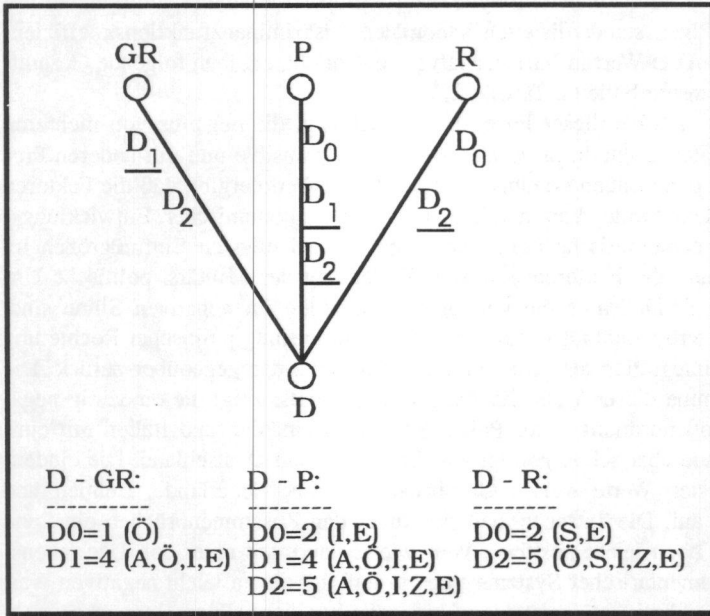 GR P R
D1 D0 D0
D2 D1 D2
D2
D
D - GR: D - P: D - R:
D0=1 (Ö) D0=2 (I,E) D0=2 (S,E)
D1=4 (A,Ö,I,E) D1=4 (A,Ö,I,E) D2=5 (Ö,S,I,Z,E)
D2=5 (A,Ö,I,Z,E)